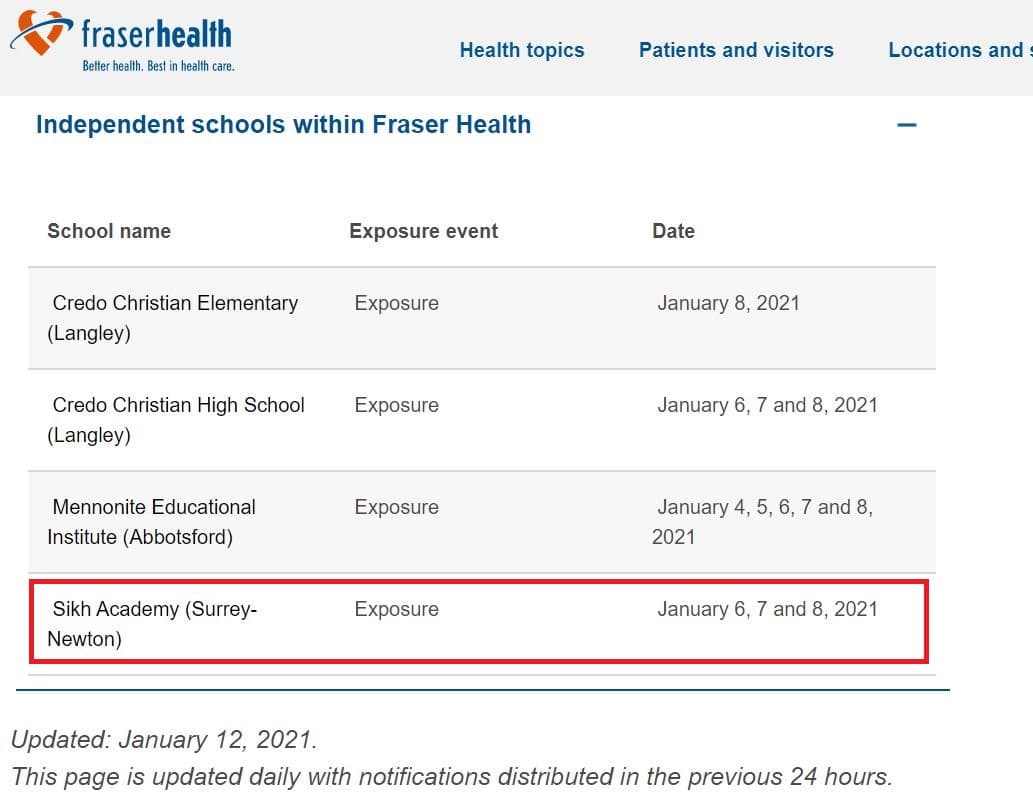 fraserhealth
Better health. Best in health care.
Health topics Patients and visitors Locations and
Independent schools within Fraser Health
School name Exposure event Date
Credo Christian Elementary Exposure January 8, 2021
(Langley)
Credo Christian High School Exposure January 6, 7 and 8, 2021
(Langley)
Mennonite Educational Exposure January 4, 5, 6, 7 and 8,
Institute (Abbotsford) 2021
Sikh Academy (Surrey- Exposure January 6, 7 and 8, 2021
Newton)
Updated: January 12, 2021.
This page is updated daily with notifications distributed in the previous 24 hours.